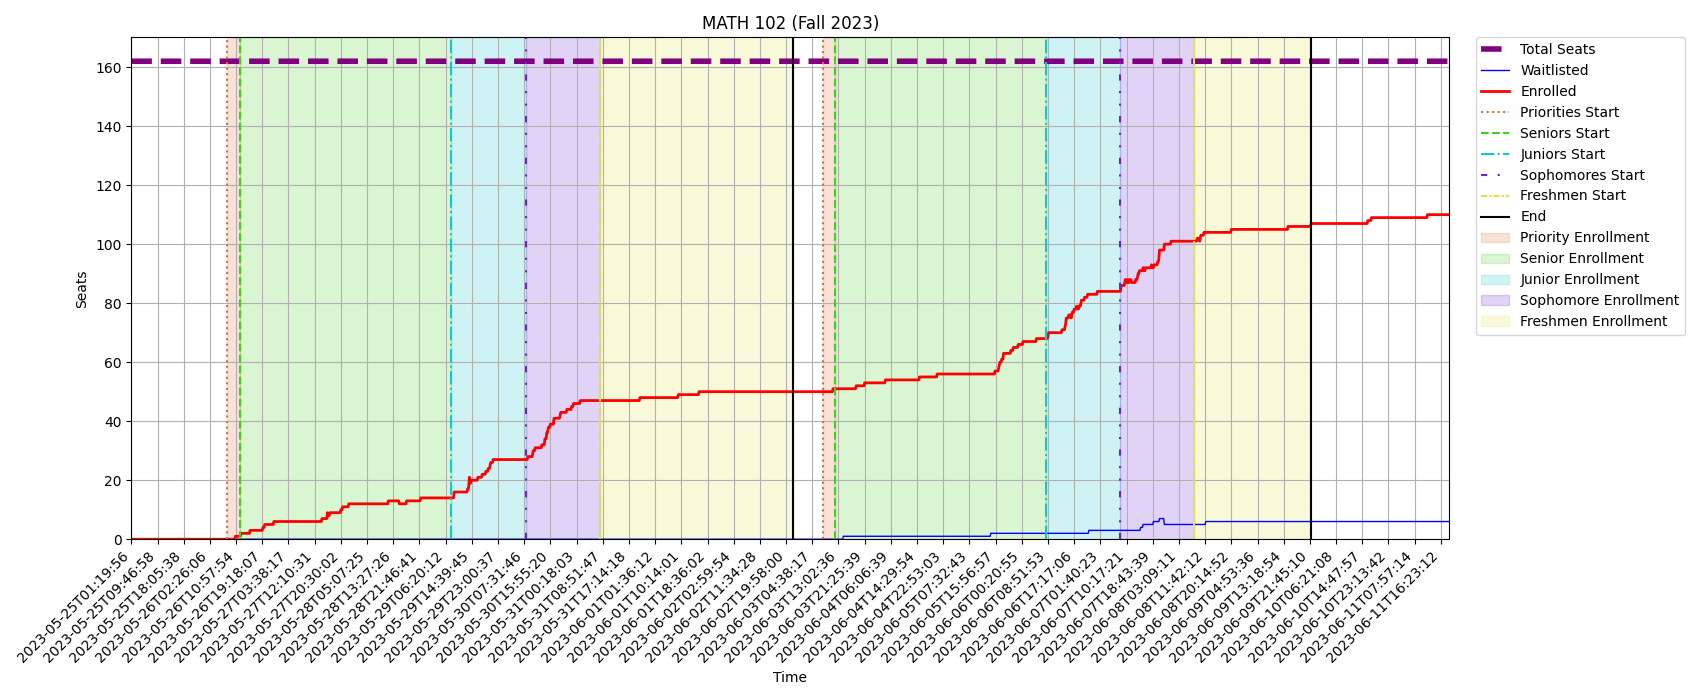 MATH 102 (Fall 2023)
160
140
120
100
80
60
40
20
0
Seats
2023-05-25T01:19:56
2023-05-25T09:46:58
2023-05-25T18:05:38
2023-05-26T02:26:06
2023-05-26T10:57:54
2023-05-26T19:18:07
2023-05-27T03:38:17
2023-05-27T12:10:31
2023-05-27T20:30:02
2023-05-28T05:07:25
2023-05-28T13:27:26
2023-05-28T21:46:41
2023-05-29T06:20:12
2023-05-29T14:39:45
2023-05-29T23:00:37
2023-05-30T07:31:46
2023-05-30T15:55:20
2023-05-31T00:18:03
2023-05-31T08:51:47
2023-05-31T17:14:18
2023-06-01T01:36:12
2023-06-01T10:14:01
2023-06-01T18:36:02
2023-06-02T02:59:54
2023-06-02T11:34:28
2023-06-02T19:58:00
2023-06-03T04:38:17
2023-06-03T13:02:36
2023-06-03T21:25:39
2023-06-04T06:06:39
2023-06-04T14:29:54
2023-06-04T22:53:03
2023-06-05T07:32:43
2023-06-05T15:56:57
2023-06-06T00:20:55
2023-06-06T08:51:53
2023-06-06T17:17:06
2023-06-07T01:40:23
2023-06-07T10:17:21
2023-06-07T18:43:39
2023-06-08T03:09:11
2023-06-08T11:42:12
2023-06-08T20:14:52
2023-06-09T04:53:36
2023-06-09T13:18:54
2023-06-09T21:45:10
2023-06-10T06:21:08
2023-06-10T14:47:57
2023-06-10T23:13:42
2023-06-11T07:57:14
2023-06-11T16:23:12
Time
Total Seats
Waitlisted
Enrolled
Priorities Start
Seniors Start
Juniors Start
Sophomores Start
Freshmen Start
End
Priority Enrollment
Senior Enrollment
Junior Enrollment
Sophomore Enrollment
Freshmen Enrollment